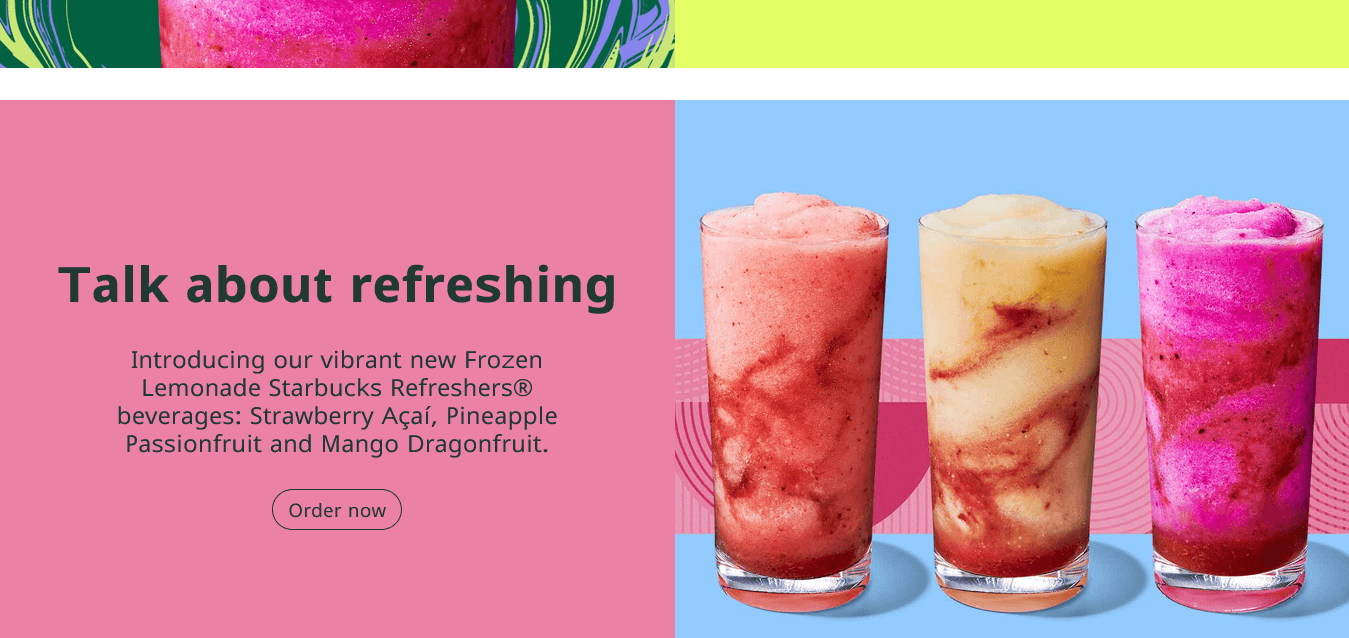 Talk about refreshing
Introducing our vibrant new Frozen
Lemonade Starbucks Refreshers®
beverages: Strawberry Açaí, Pineapple
Passionfruit and Mango Dragonfruit.
Order now